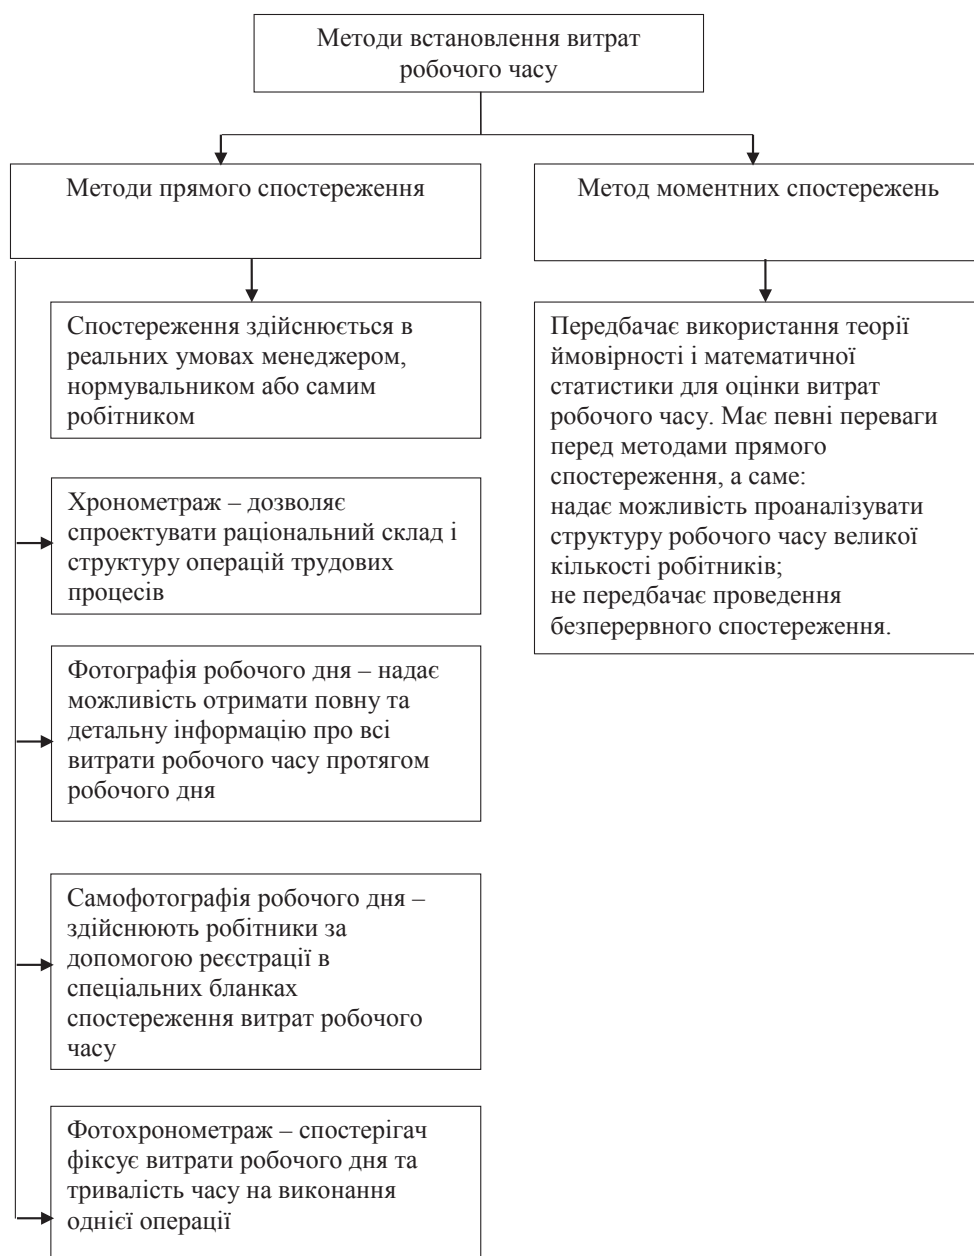 Методи встановлення витрат
робочого часу
Методи прямого спостереження
Метод моментних спостережень
Спостереження здійснюється в
реальних умовах менеджером,
нормувальником або самим
робітником
Хронометраж – дозволяє
спроектувати раціональний склад і
структуру операцій трудових
процесів
Фотографія робочого дня – надає
можливість отримати повну та
детальну інформацію про всі
витрати робочого часу протягом
робочого дня
Самофотографія робочого дня –
здійснюють робітники за
допомогою реєстрації в
спеціальних бланках
спостереження витрат робочого
часу
Фотохронометраж – спостерігач
фіксує витрати робочого дня та
тривалість часу на виконання
однієї операції
Передбачає використання теорії
ймовірності і математичної
статистики для оцінки витрат
робочого часу. Має певні переваги
перед методами прямого
спостереження, а саме:
надає можливість проаналізувати
структуру робочого часу великої
кількості робітників;
не передбачає проведення
безперервного спостереження.